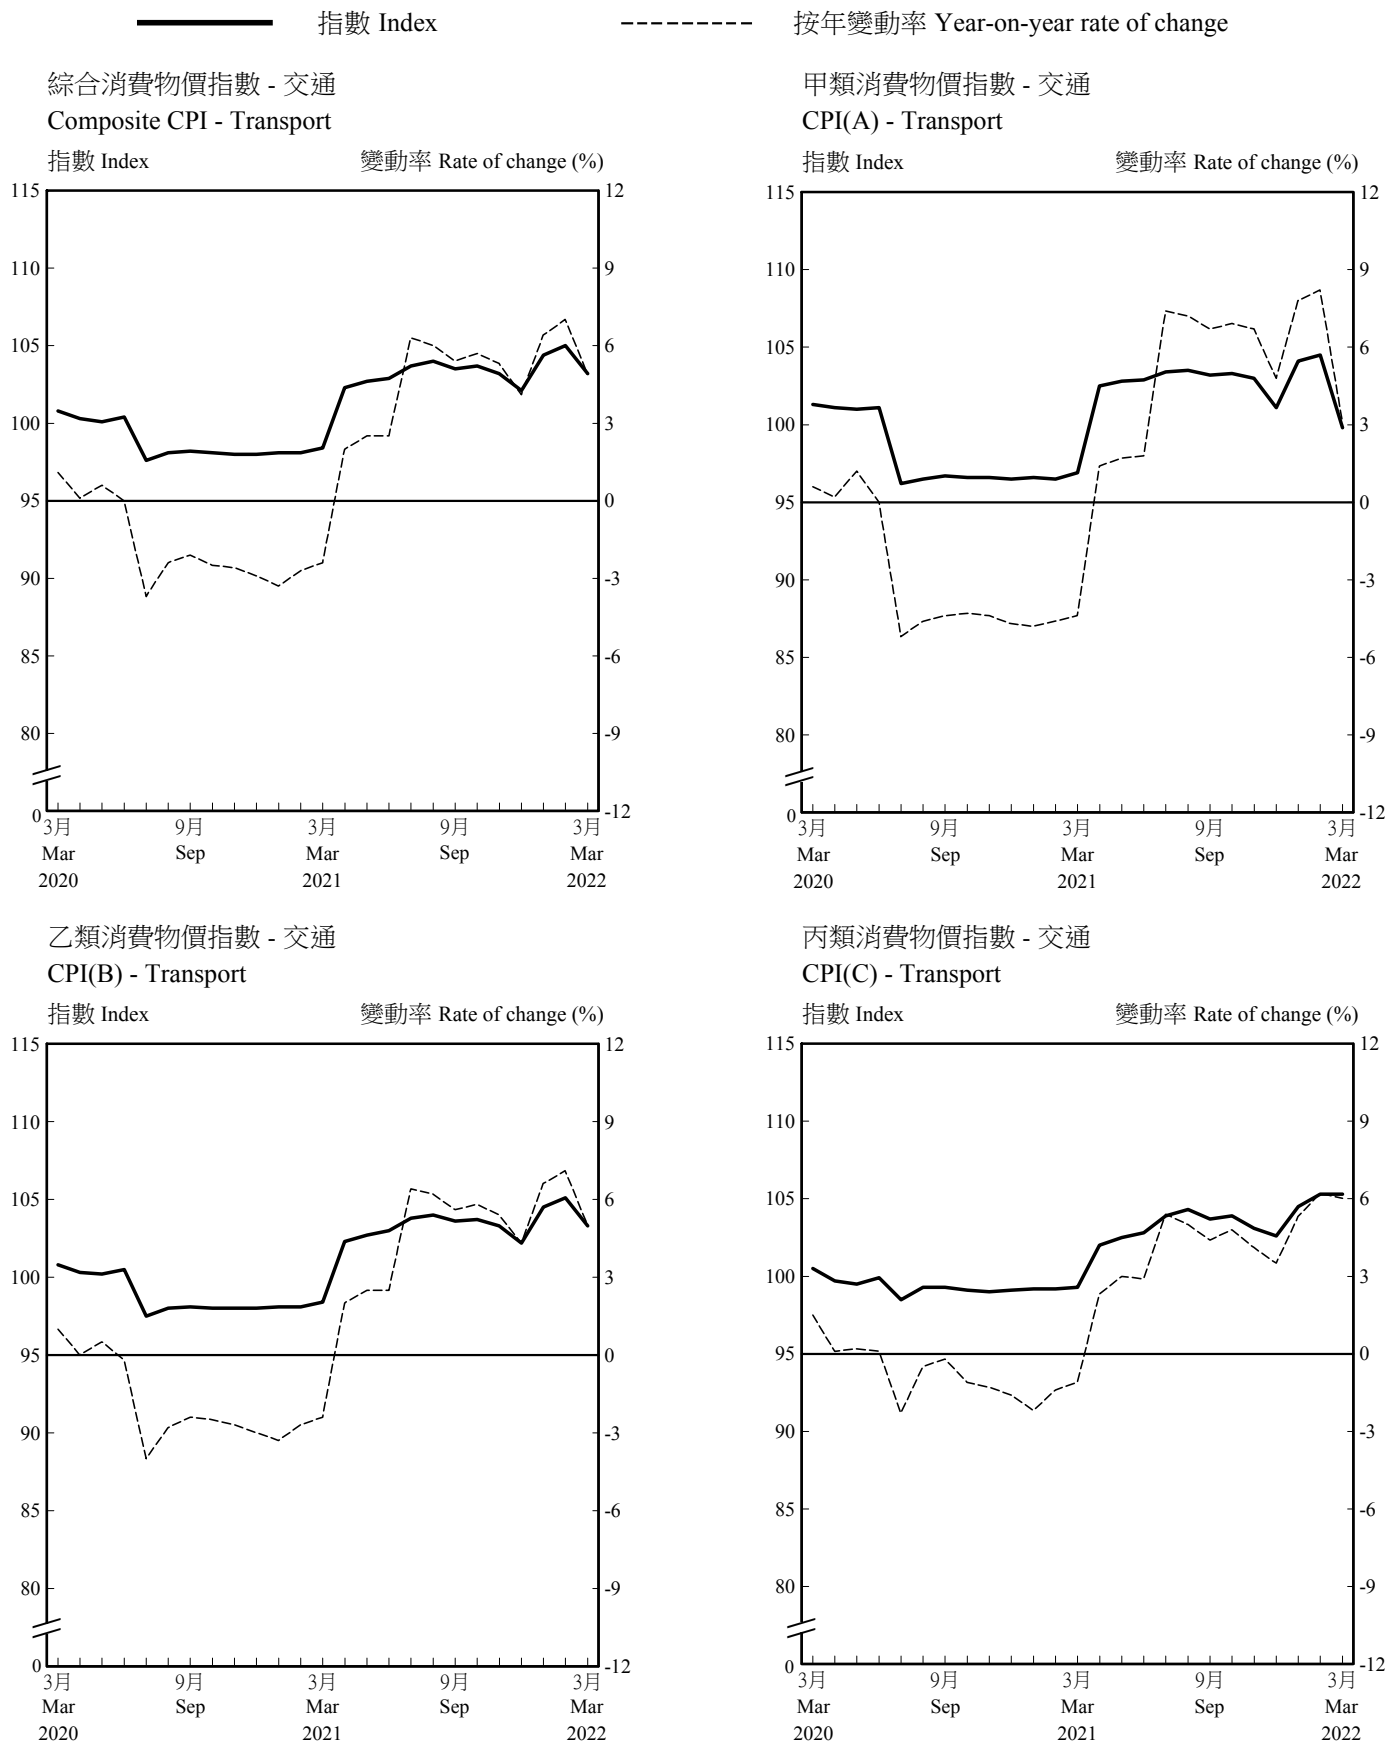 指數 Index
按年變動率 Year-on-year rate of change
綜合消費物價指數 - 交通
Composite CPI - Transport
指數 Index 變動率 Rate of change (%)
115 12
110 9
105 6
100 3
95 0
90 -3
85 -6
80 -9
0 -12
3月 9月 3月 9月 3月
Mar Sep Mar Sep Mar
2020 2021 2022
甲類消費物價指數 - 交通
CPI(A) - Transport
指數 Index 變動率 Rate of change (%)
115 12
110 9
105 6
100 3
95 0
90 -3
85 -6
80 -9
0 -12
3月 9月 3月 9月 3月
Mar Sep Mar Sep Mar
2020 2021 2022
乙類消費物價指數 - 交通
CPI(B) - Transport
指數 Index 變動率 Rate of change (%)
115 12
110 9
105 6
100 3
95 0
90 -3
85 -6
80 -9
0 -12
3月 9月 3月 9月 3月
Mar Sep Mar Sep Mar
2020 2021 2022
丙類消費物價指數 - 交通
CPI(C) - Transport
指數 Index 變動率 Rate of change (%)
115 12
110 9
105 6
100 3
95 0
90 -3
85 -6
80 -9
0 -12
3月 9月 3月 9月 3月
Mar Sep Mar Sep Mar
2020 2021 2022